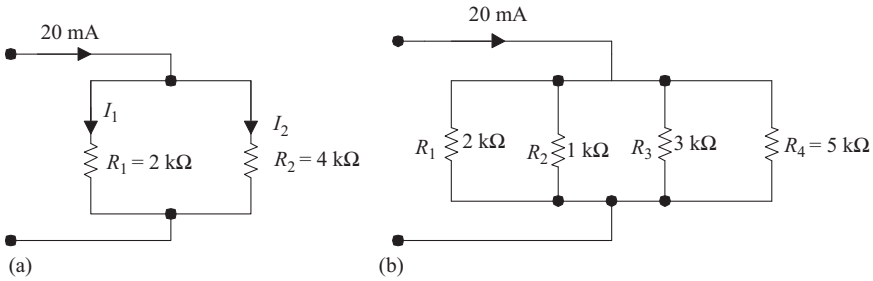 20 mA
I1
I2
R1 = 2 kΩ
R2 = 4 kΩ
(a)
20 mA
R1 2 kΩ
R2 1 kΩ
R3 3 kΩ
R4 = 5 kΩ
(b)